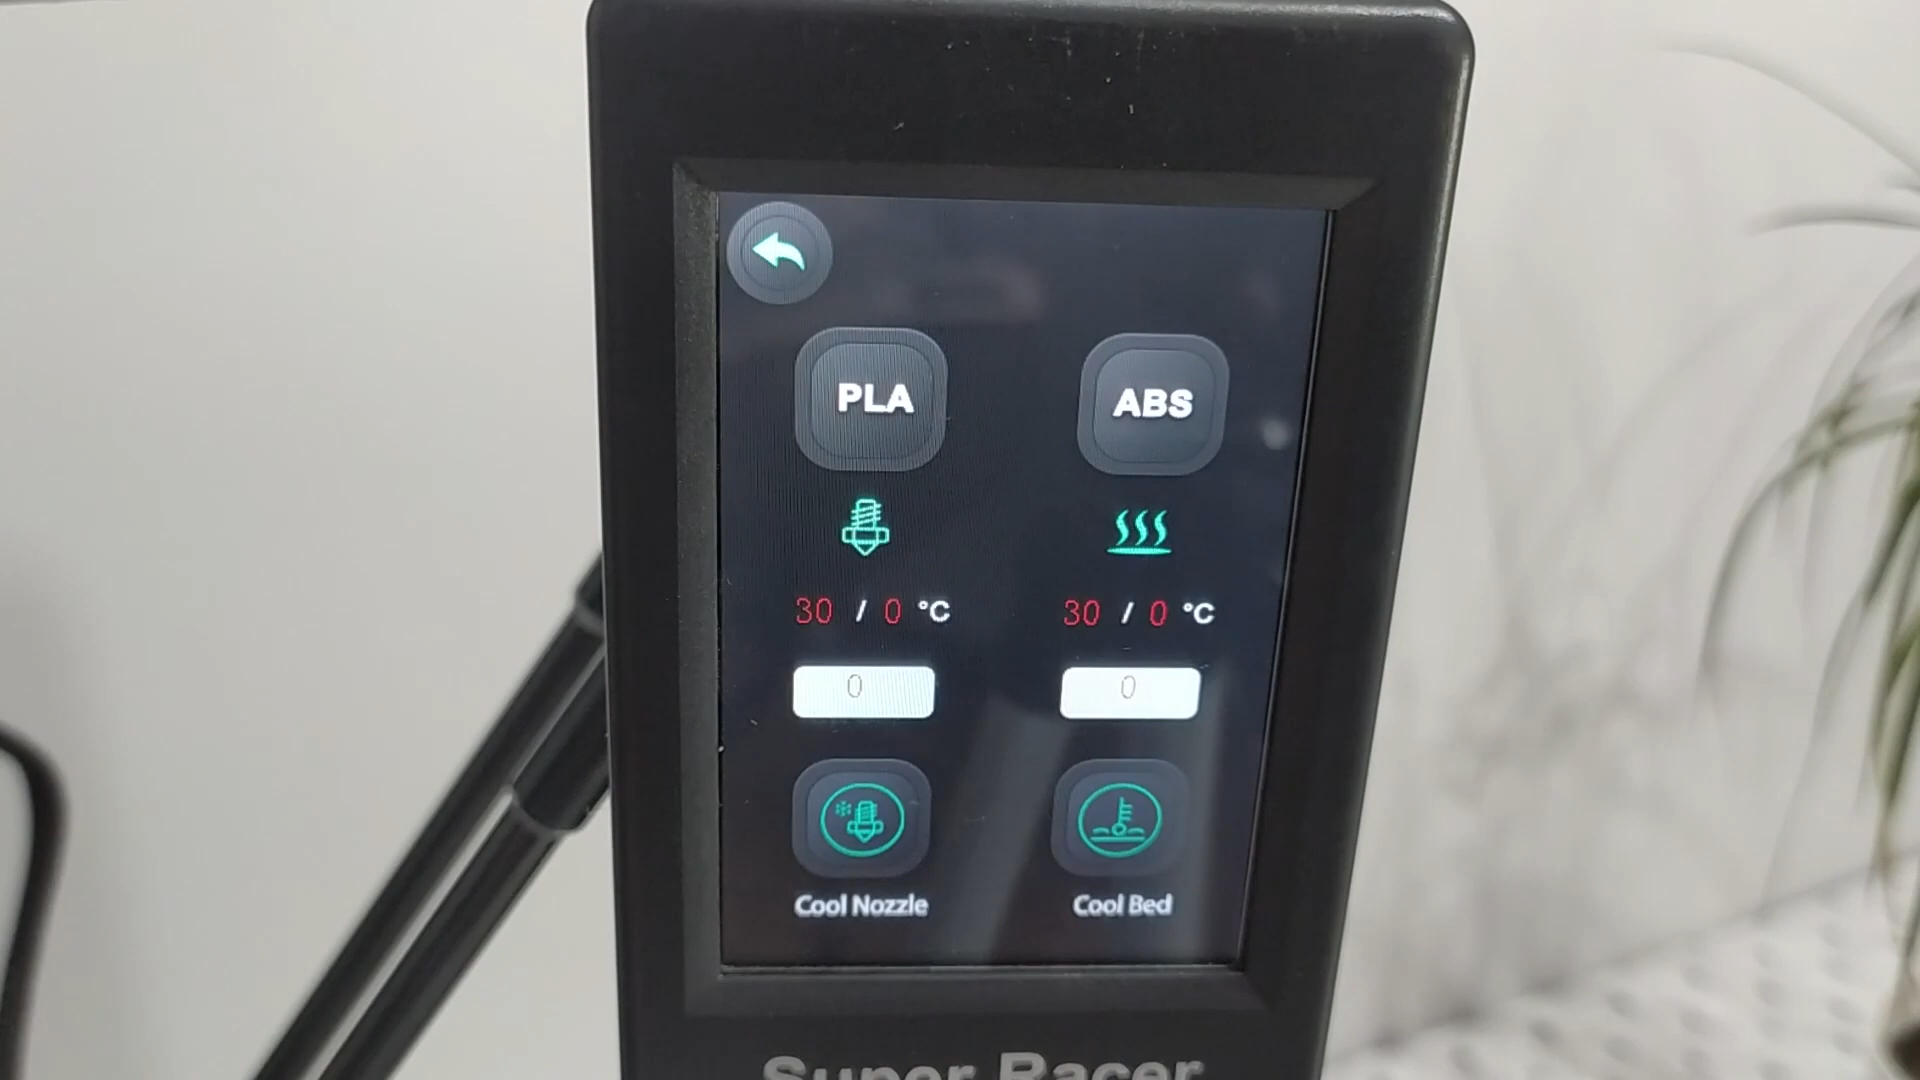 PLA ABS
30 / 0 °C 30 / 0 °C
0 0
Cool Nozzle Cool Bed
Super Racer